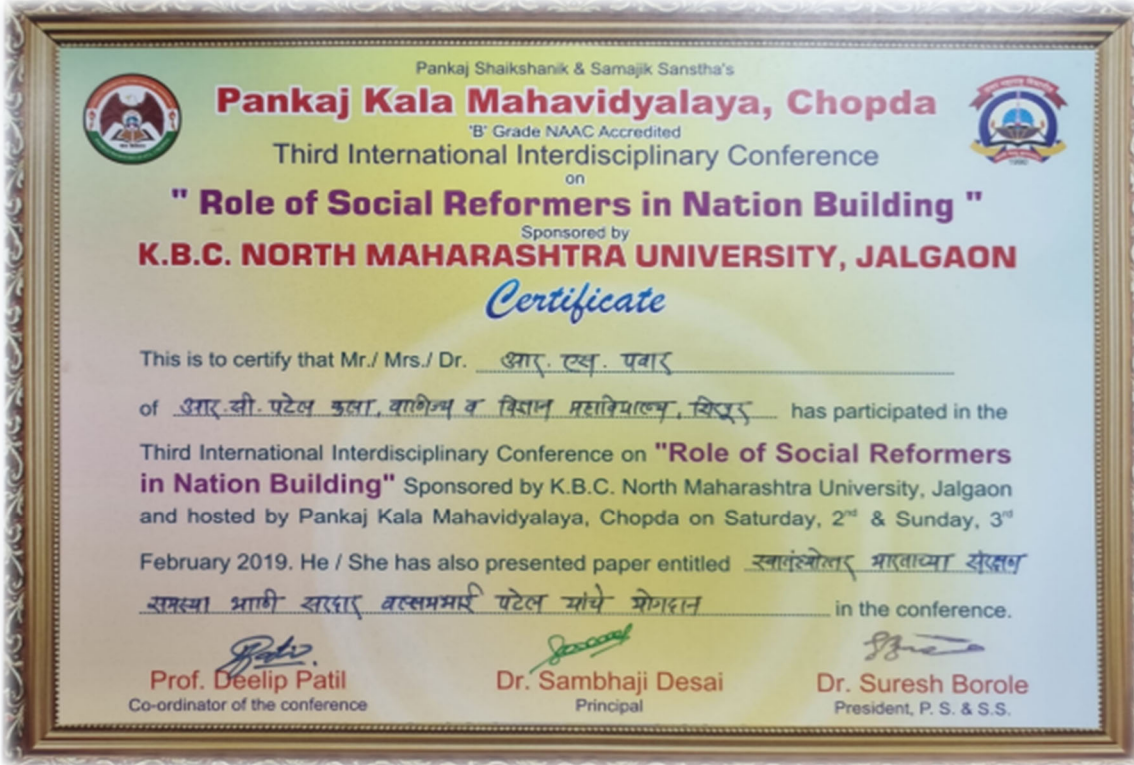 Pankaj Shaikshanik & Samajik Sanstha's
Pankaj Kala Mahavidyalaya, Chopda
'B' Grade NAAC Accredited
Third International Interdisciplinary Conference
on
" Role of Social Reformers in Nation Building "
Sponsored by
K.B.C. NORTH MAHARASHTRA UNIVERSITY, JALGAON
Certificate
This is to certify that Mr./ Mrs./ Dr. आर. एस. पवार
of आर. सी. पटेल कला, वाणिज्य व विज्ञान महाविद्यालय, शिरपूर has participated in the
Third International Interdisciplinary Conference on "Role of Social Reformers
in Nation Building" Sponsored by K.B.C. North Maharashtra University, Jalgaon
and hosted by Pankaj Kala Mahavidyalaya, Chopda on Saturday, 2nd & Sunday, 3rd
February 2019. He / She has also presented paper entitled स्वातंत्र्योत्तर भारताच्या संरक्षण
समस्या आणि सरदार वल्लभभाई पटेल यांचे योगदान in the conference.
Prof. Deelip Patil
Co-ordinator of the conference
Dr. Sambhaji Desai
Principal
Dr. Suresh Borole
President, P. S. & S.S.
1990